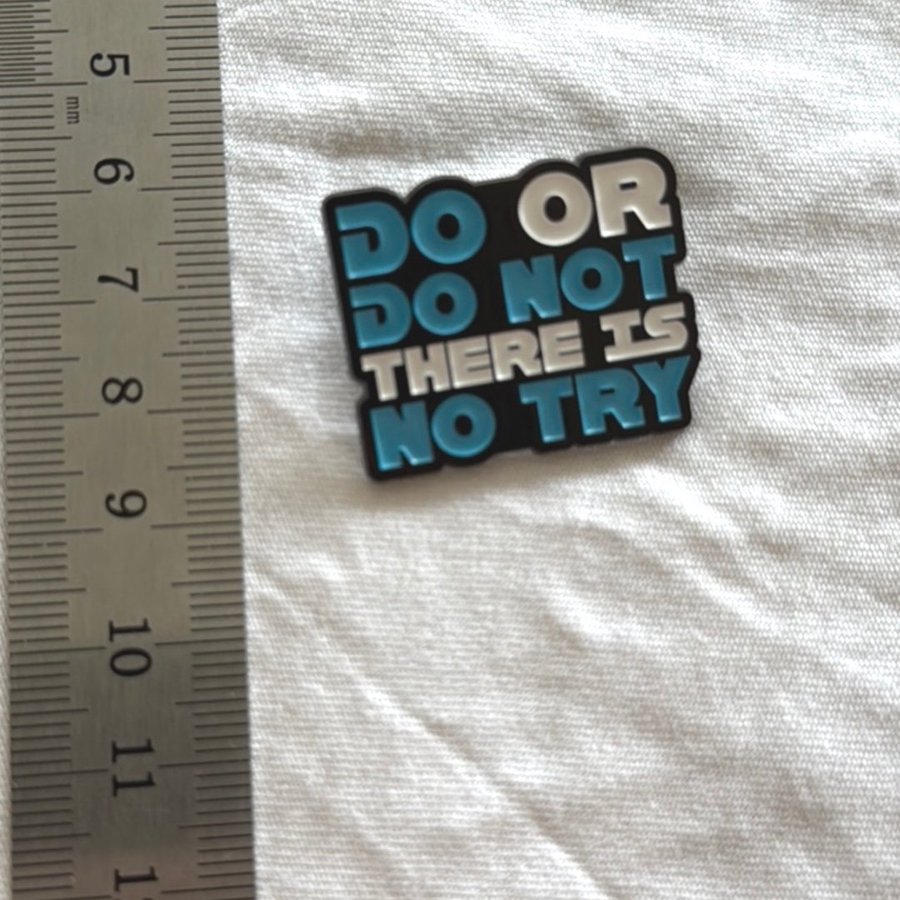 DO OR
DO NOT
THERE IS
NO TRY
5
mm
6
7
8
9
10
11